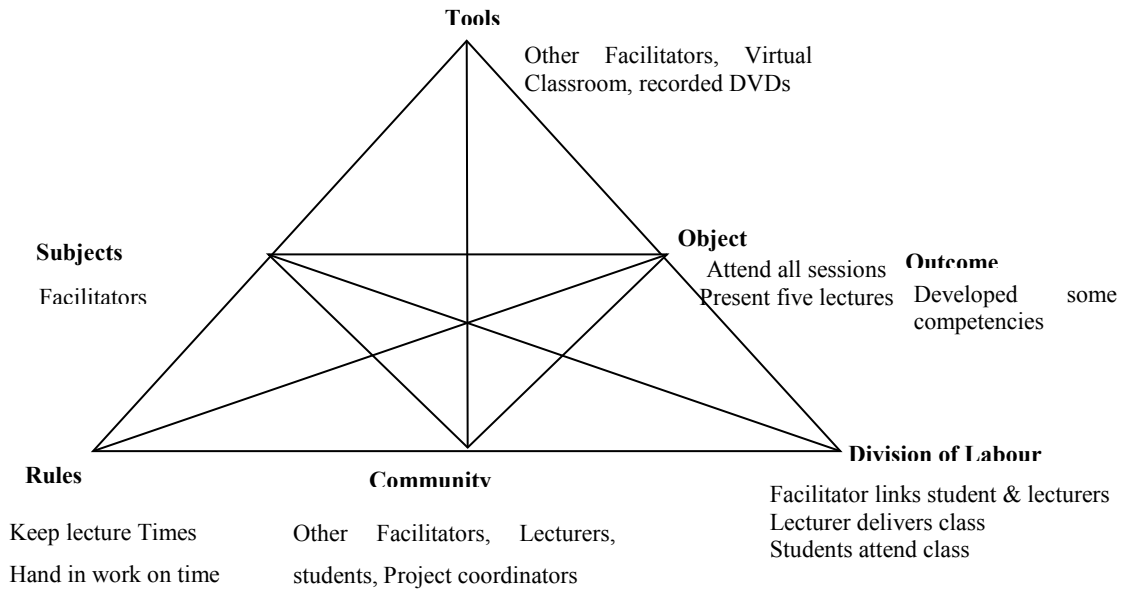 Tools
Other Facilitators, Virtual
Classroom, recorded DVDs
Subjects
Facilitators
Object
Attend all sessions
Present five lectures
Outcome
Developed some
competencies
Rules
Keep lecture Times
Hand in work on time
Community
Other Facilitators, Lecturers,
students, Project coordinators
Division of Labour
Facilitator links student & lecturers
Lecturer delivers class
Students attend class